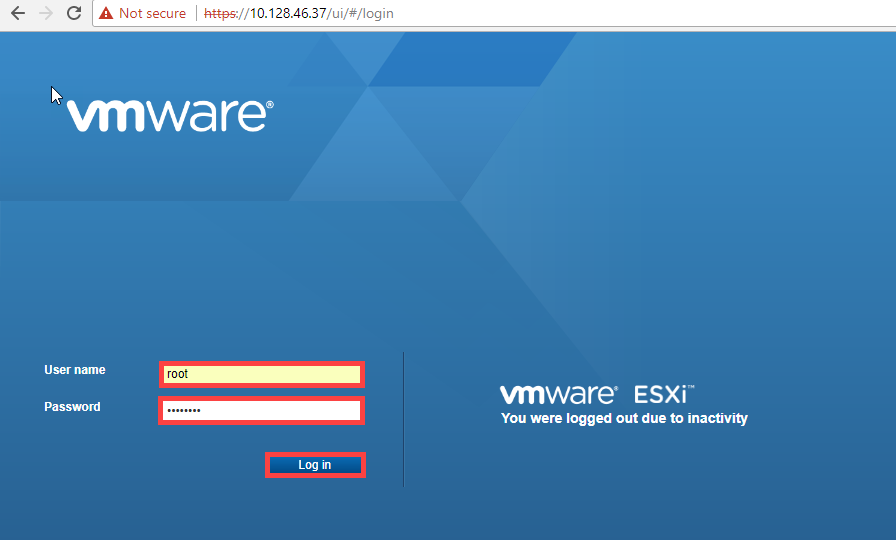 Not secure | https://10.128.46.37/ui/#/login
vmware®
User name root
Password ••••••••
Log in
vmware® ESXi™
You were logged out due to inactivity